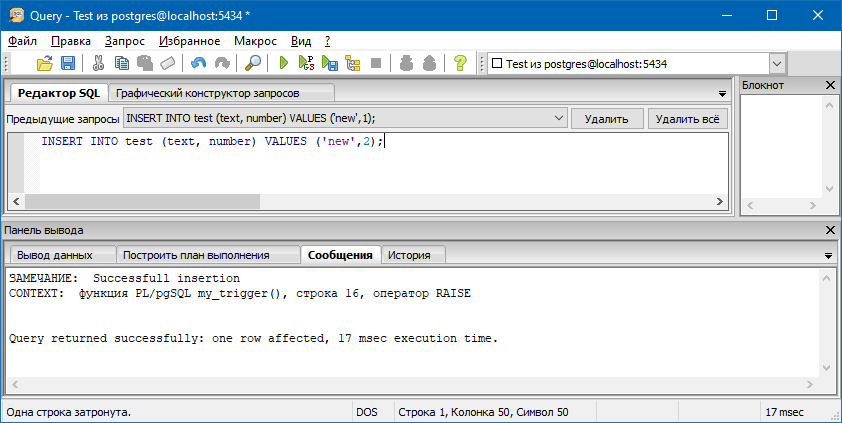 Query - Test из postgres@localhost:5434 *
Файл Правка Запрос Избранное Макрос Вид ?
Test из postgres@localhost:5434
Редактор SQL Графический конструктор запросов
Блокнот
Предыдущие запросы INSERT INTO test (text, number) VALUES ('new',1); Удалить Удалить всё
INSERT INTO test (text, number) VALUES ('new',2);
Панель вывода
Вывод данных Построить план выполнения Сообщения История
ЗАМЕЧАНИЕ:  Successfull insertion
CONTEXT:  функция PL/pgSQL my_trigger(), строка 16, оператор RAISE
Query returned successfully: one row affected, 17 msec execution time.
Одна строка затронута. DOS Строка 1, Колонка 50, Символ 50 17 msec